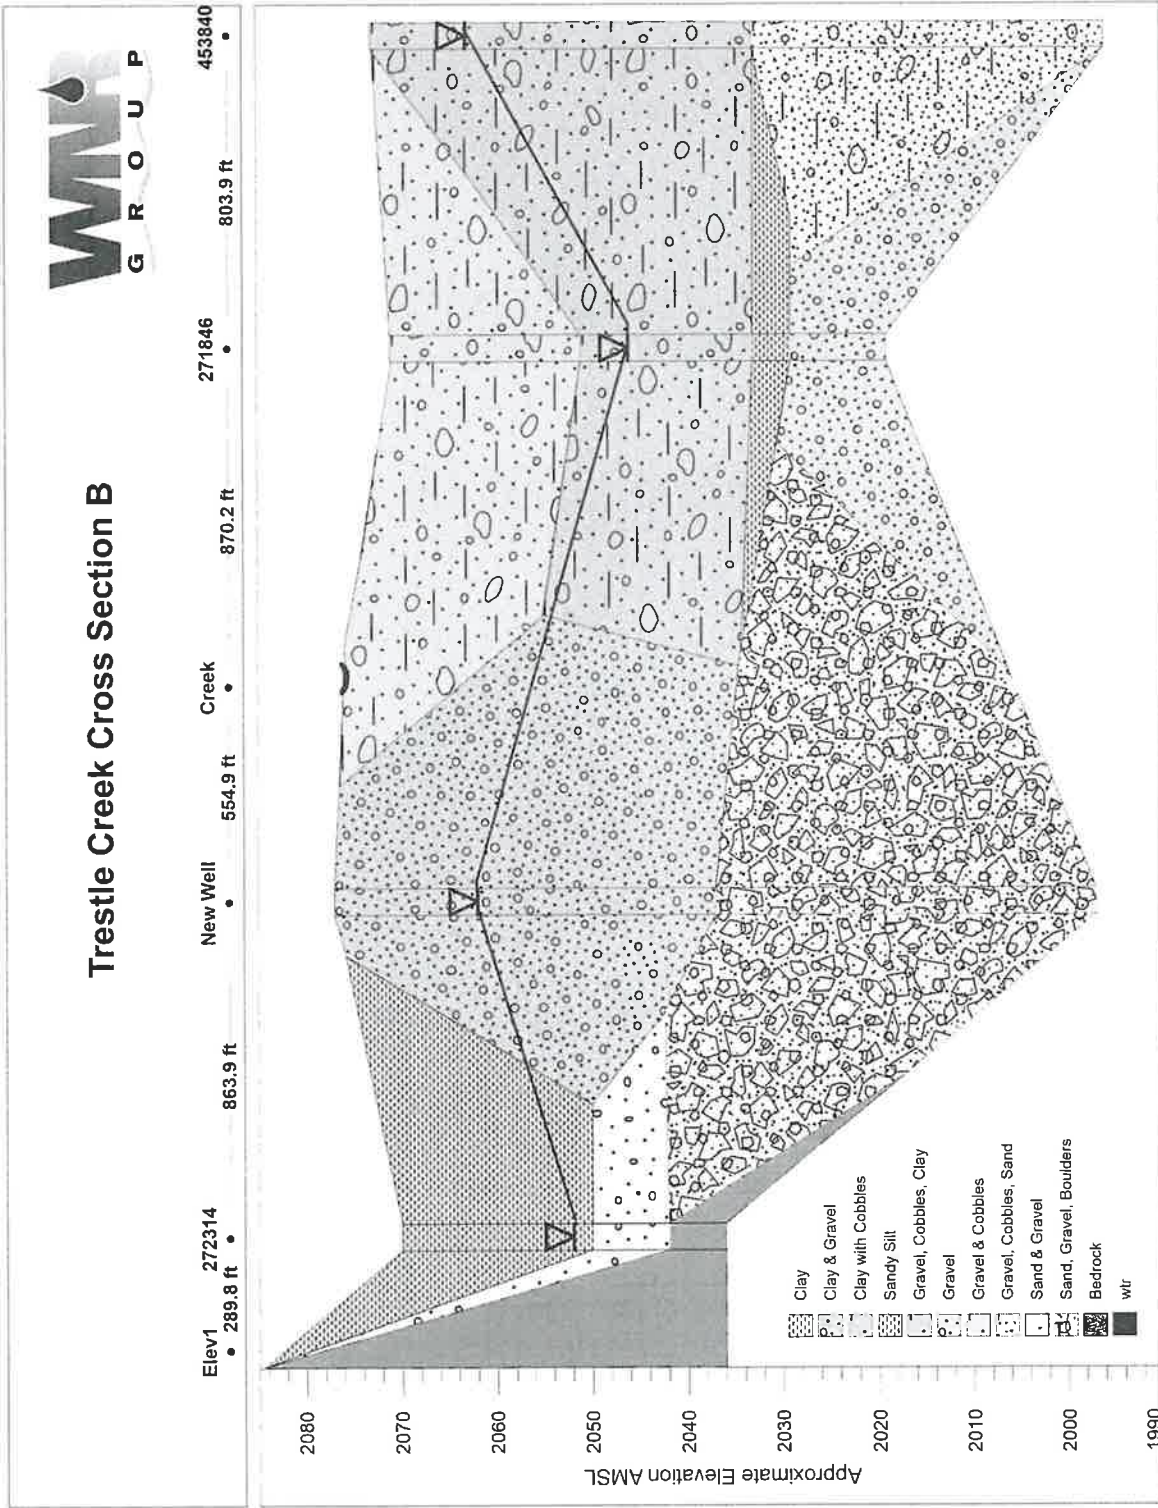 Trestle Creek Cross Section B
WMS
GROUP
Elev1 272314 New Well Creek 271846 453840
289.8 ft 863.9 ft 554.9 ft 870.2 ft 803.9 ft
Approximate Elevation AMSL
2080
2070
2060
2050
2040
2030
2020
2010
2000
1990
Clay
Clay & Gravel
Clay with Cobbles
Sandy Silt
Gravel, Cobbles, Clay
Gravel
Gravel & Cobbles
Gravel, Cobbles, Sand
Sand & Gravel
Sand, Gravel, Boulders
Bedrock
wtr